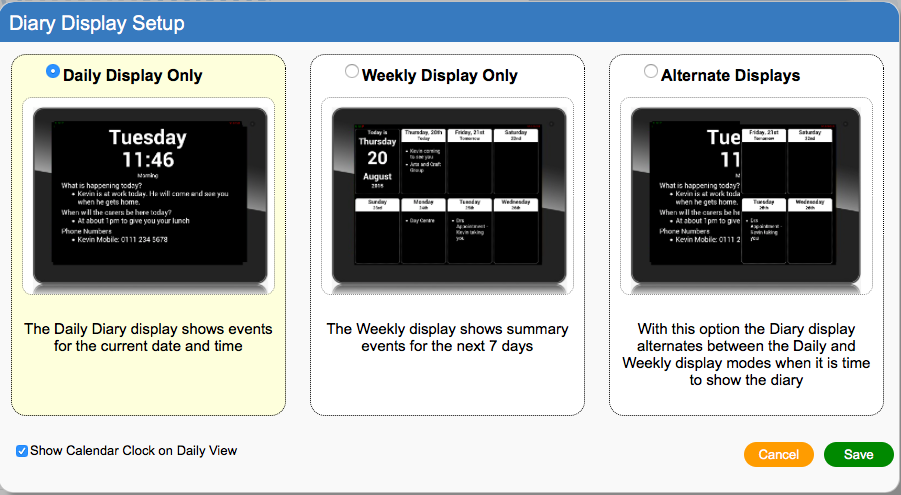 Diary Display Setup
Daily Display Only
Tuesday
11:46
Morning
What is happening today?
• Kevin is at work today. He will come and see you
when he gets home.
When will the carers be here today?
• At about 1pm to give you your lunch
Phone Numbers
• Kevin Mobile: 0111 234 5678
The Daily Diary display shows events
for the current date and time
Weekly Display Only
Today is
Thursday
20
August
2015
Thursday, 20th
Today
• Kevin coming
to see you
• Arts and Craft
Group
Friday, 21st
Tomorrow
Saturday
22nd
Sunday
23rd
Monday
24th
• Day Centre
Tuesday
25th
Appointment -
Kevin taking
you
Wednesday
26th
The Weekly display shows summary
events for the next 7 days
Alternate Displays
Tue
11:
What is happening today?
• Kevin is at work
when he gets ho
When will the carers be
• At about 1pm to
Phone Numbers
• Kevin Mobile: 0111 2
Friday, 21st
Tomorrow
Saturday
22nd
Tuesday
25th
Appointment -
Kevin taking
you
Wednesday
26th
With this option the Diary display
alternates between the Daily and
Weekly display modes when it is time
to show the diary
Show Calendar Clock on Daily View
Cancel
Save